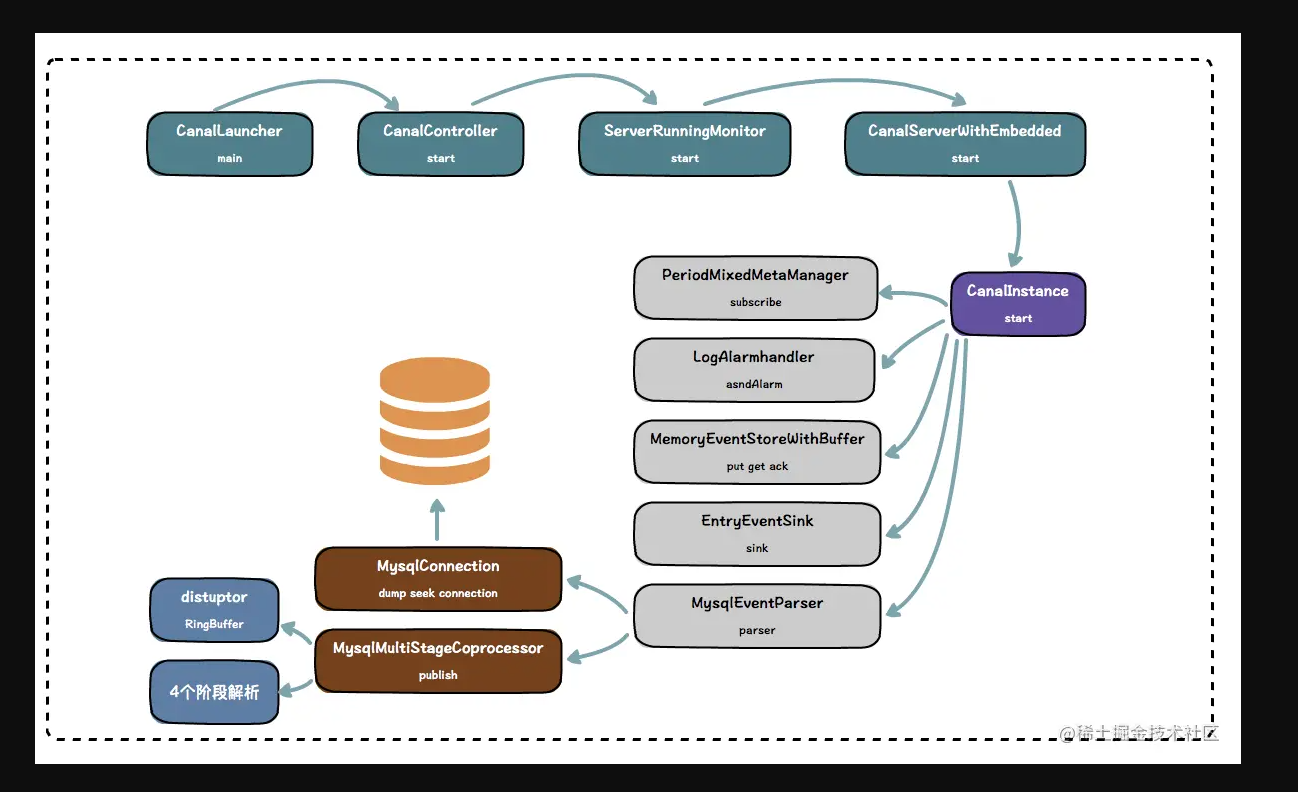 CanalLauncher
main
CanalController
start
ServerRunningMonitor
start
CanalServerWithEmbedded
start
PeriodMixedMetaManager
subscribe
CanalInstance
start
LogAlarmhandler
asndAlarm
MemoryEventStoreWithBuffer
put get ack
EntryEventSink
sink
MysqlConnection
dump seek connection
distuptor
RingBuffer
MysqlEventParser
parser
MysqlMultiStageCoprocessor
publish
4个阶段解析
@稀土掘金技术社区